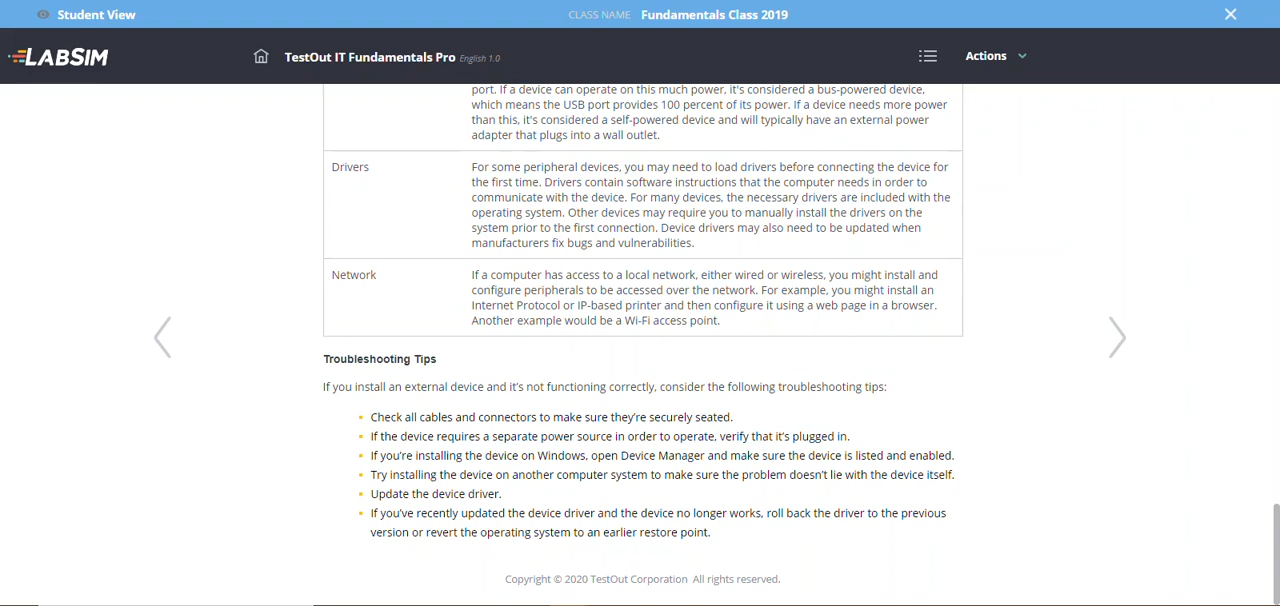 Student View
CLASS NAME Fundamentals Class 2019
LABSIM
TestOut IT Fundamentals Pro English 1.0
Actions
port. If a device can operate on this much power, it's considered a bus-powered device,
which means the USB port provides 100 percent of its power. If a device needs more power
than this, it's considered a self-powered device and will typically have an external power
adapter that plugs into a wall outlet.
Drivers
For some peripheral devices, you may need to load drivers before connecting the device for
the first time. Drivers contain software instructions that the computer needs in order to
communicate with the device. For many devices, the necessary drivers are included with the
operating system. Other devices may require you to manually install the drivers on the
system prior to the first connection. Device drivers may also need to be updated when
manufacturers fix bugs and vulnerabilities.
Network
If a computer has access to a local network, either wired or wireless, you might install and
configure peripherals to be accessed over the network. For example, you might install an
Internet Protocol or IP-based printer and then configure it using a web page in a browser.
Another example would be a Wi-Fi access point.
Troubleshooting Tips
If you install an external device and it's not functioning correctly, consider the following troubleshooting tips:
Check all cables and connectors to make sure they're securely seated.
If the device requires a separate power source in order to operate, verify that it's plugged in.
If you're installing the device on Windows, open Device Manager and make sure the device is listed and enabled.
Try installing the device on another computer system to make sure the problem doesn't lie with the device itself.
Update the device driver.
If you've recently updated the device driver and the device no longer works, roll back the driver to the previous
version or revert the operating system to an earlier restore point.
Copyright © 2020 TestOut Corporation All rights reserved.